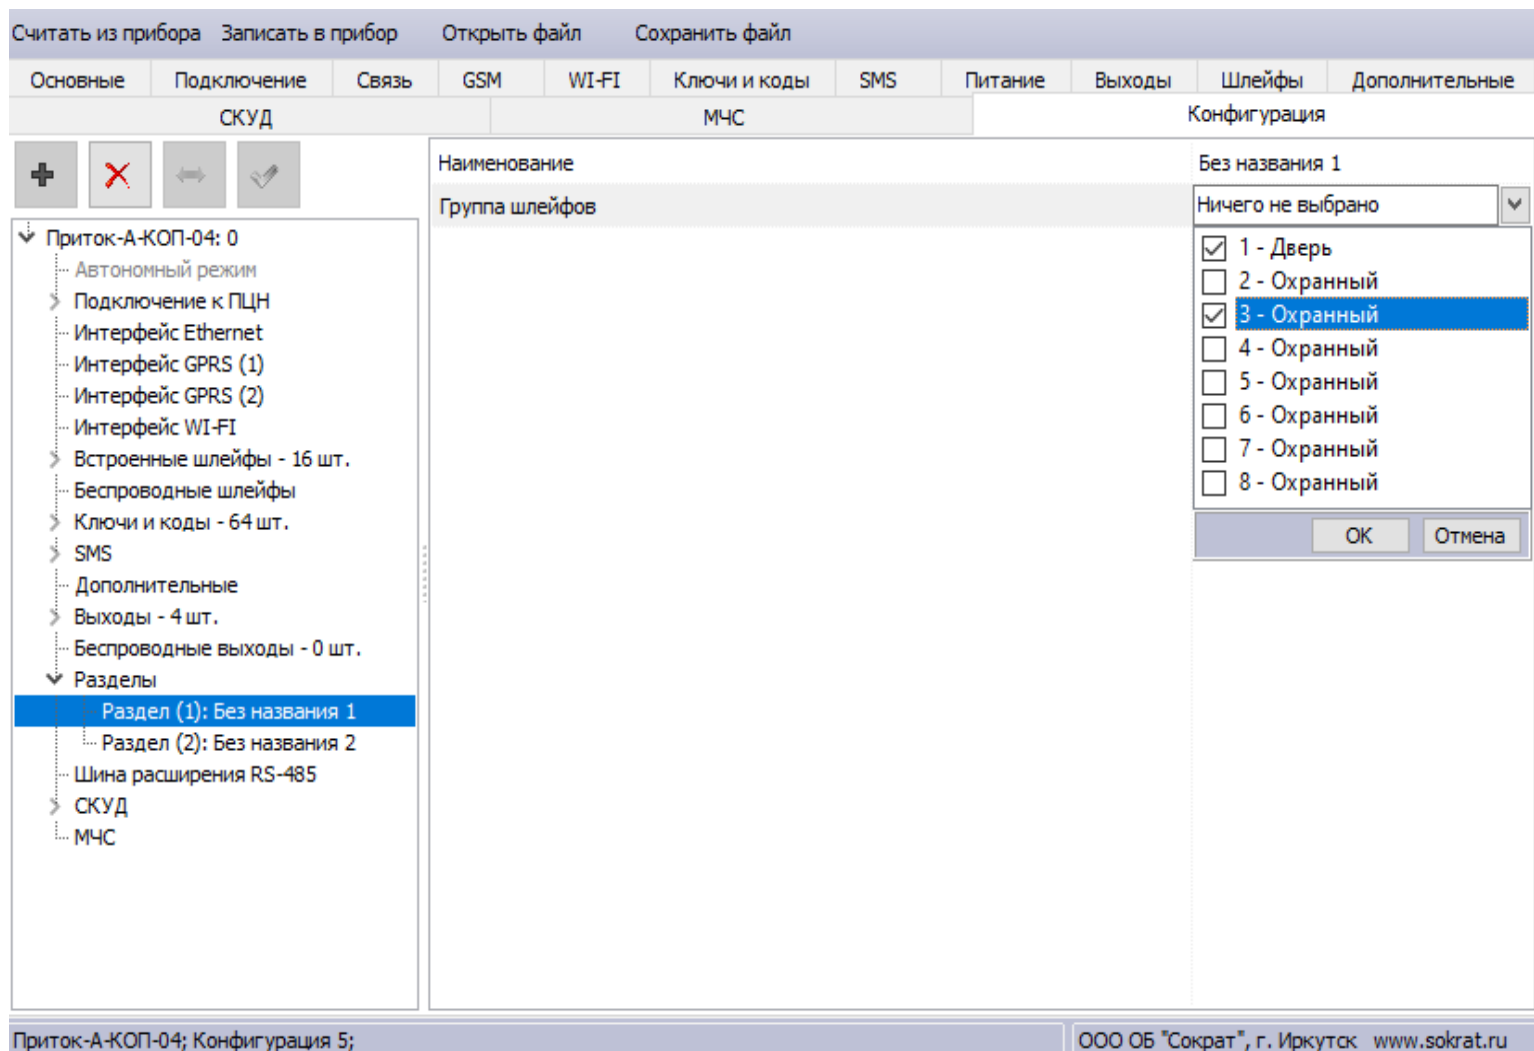 Считать из прибора Записать в прибор Открыть файл Сохранить файл
Основные Подключение Связь GSM WI-FI Ключи и коды SMS Питание Выходы Шлейфы Дополнительные
СКУД МЧС Конфигурация
Наименование Без названия 1
Группа шлейфов Ничего не выбрано
Приток-А-КОП-04: 0
Автономный режим
Подключение к ПЦН
Интерфейс Ethernet
Интерфейс GPRS (1)
Интерфейс GPRS (2)
Интерфейс WI-FI
Встроенные шлейфы - 16 шт.
Беспроводные шлейфы
Ключи и коды - 64 шт.
SMS
Дополнительные
Выходы - 4 шт.
Беспроводные выходы - 0 шт.
Разделы
Раздел (1): Без названия 1
Раздел (2): Без названия 2
Шина расширения RS-485
СКУД
МЧС
1 - Дверь
2 - Охранный
3 - Охранный
4 - Охранный
5 - Охранный
6 - Охранный
7 - Охранный
8 - Охранный
OK Отмена
Приток-А-КОП-04; Конфигурация 5; ООО ОБ "Сократ", г. Иркутск www.sokrat.ru